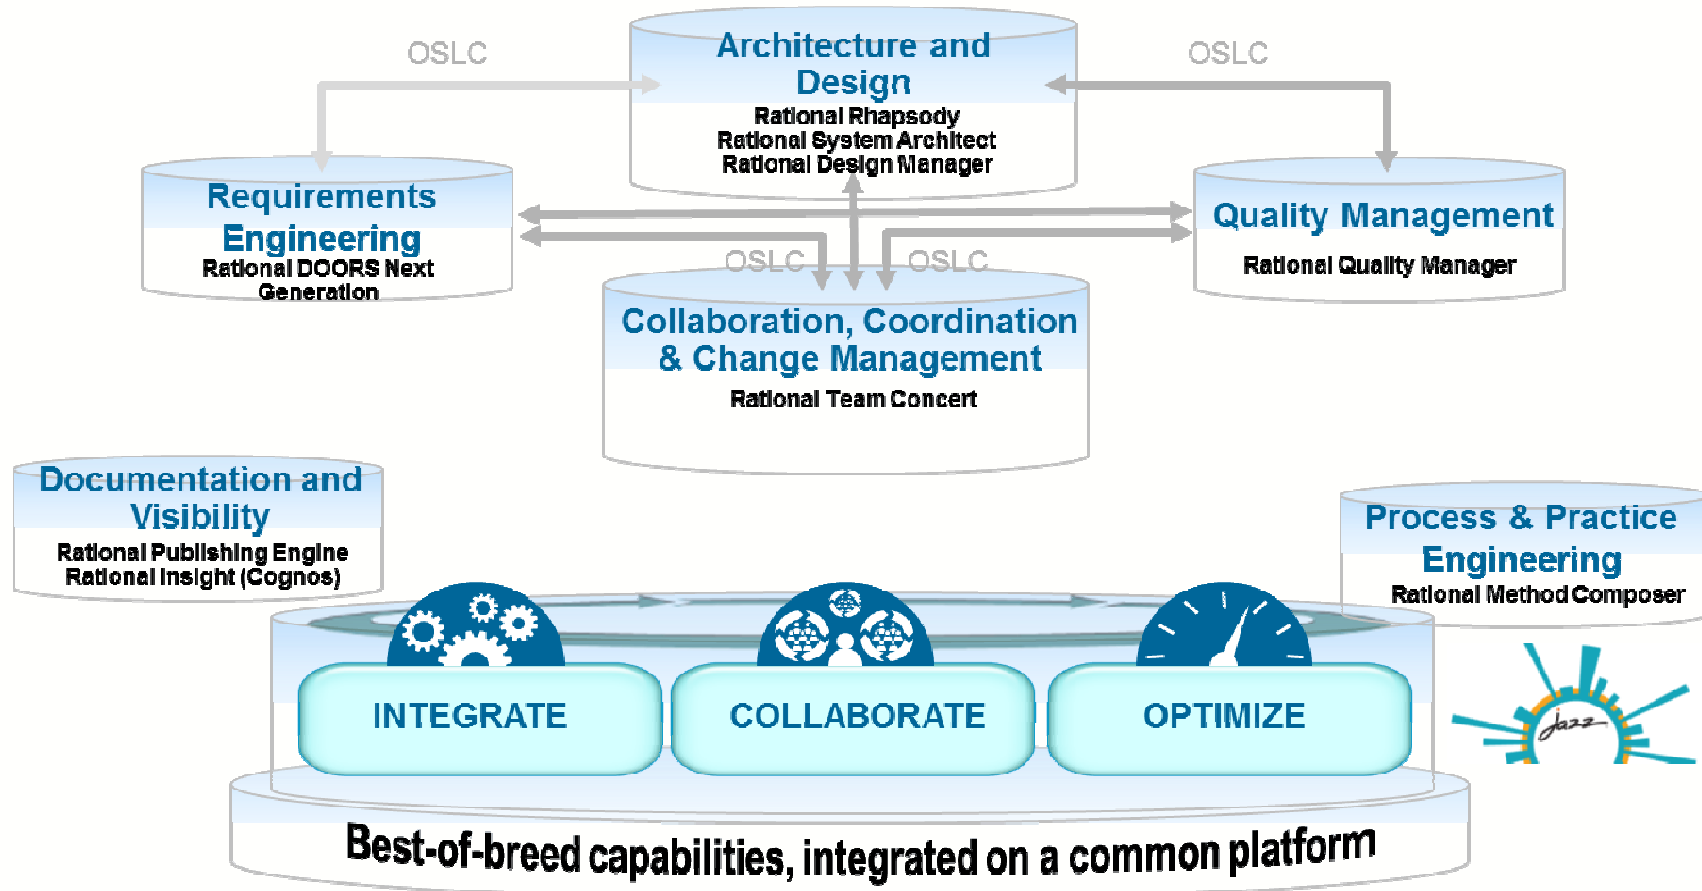 OSLC
Architecture and
Design
OSLC
Rational Rhapsody
Rational System Architect
Rational Design Manager
Requirements
Engineering
Rational DOORS Next
Generation
Quality Management
Rational Quality Manager
OSLC
OSLC
Collaboration, Coordination
& Change Management
Rational Team Concert
Documentation and
Visibility
Rational Publishing Engine
Rational Insight (Cognos)
Process & Practice
Engineering
Rational Method Composer
INTEGRATE
COLLABORATE
OPTIMIZE
jazz
Best-of-breed capabilities, integrated on a common platform